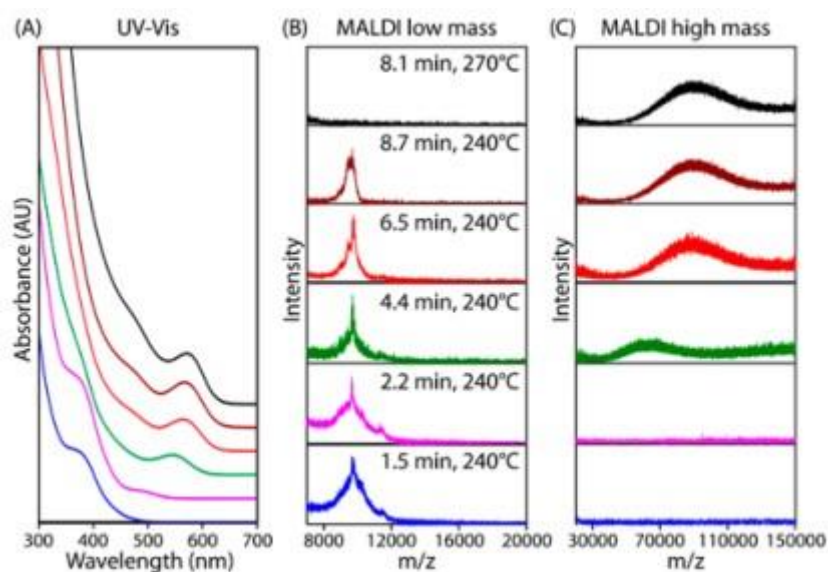 (A) UV-Vis
Absorbance (AU)
300 400 500 600 700
Wavelength (nm)
(B) MALDI low mass
8.1 min, 270°C
8.7 min, 240°C
6.5 min, 240°C
4.4 min, 240°C
2.2 min, 240°C
1.5 min, 240°C
Intensity
8000 12000 16000 20000
m/z
(C) MALDI high mass
Intensity
30000 70000 110000 150000
m/z